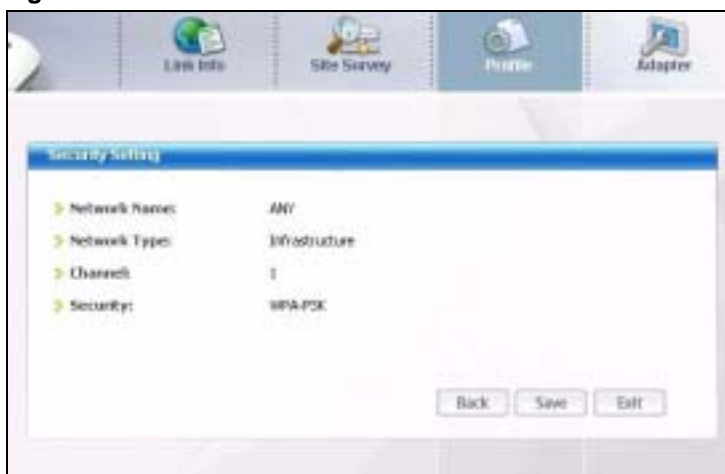 Link Info
Site Survey
Profile
Adapter
Security Setting
Network Name: ANY
Network Type: Infrastructure
Channel: 1
Security: WPA-PSK
Back Save Exit